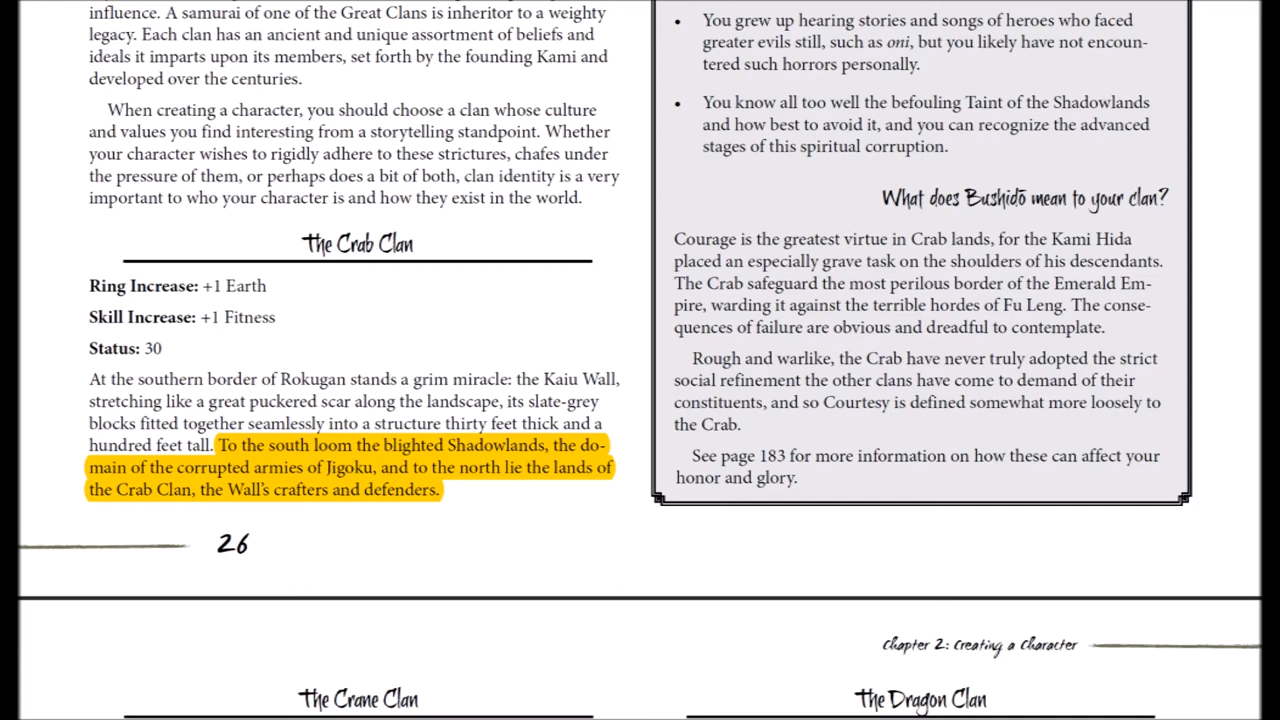 influence. A samurai of one of the Great Clans is inheritor to a weighty
legacy. Each clan has an ancient and unique assortment of beliefs and
ideals it imparts upon its members, set forth by the founding Kami and
developed over the centuries.
When creating a character, you should choose a clan whose culture
and values you find interesting from a storytelling standpoint. Whether
your character wishes to rigidly adhere to these strictures, chafes under
the pressure of them, or perhaps does a bit of both, clan identity is a very
important to who your character is and how they exist in the world.
The Crab Clan
Ring Increase: +1 Earth
Skill Increase: +1 Fitness
Status: 30
At the southern border of Rokugan stands a grim miracle: the Kaiu Wall,
stretching like a great puckered scar along the landscape, its slate-grey
blocks fitted together seamlessly into a structure thirty feet thick and a
hundred feet tall. To the south loom the blighted Shadowlands, the do-
main of the corrupted armies of Jigoku, and to the north lie the lands of
the Crab Clan, the Wall's crafters and defenders.
26
• You grew up hearing stories and songs of heroes who faced
greater evils still, such as oni, but you likely have not encoun-
tered such horrors personally.
• You know all too well the befouling Taint of the Shadowlands
and how best to avoid it, and you can recognize the advanced
stages of this spiritual corruption.
What does Bushidō mean to your clan?
Courage is the greatest virtue in Crab lands, for the Kami Hida
placed an especially grave task on the shoulders of his descendants.
The Crab safeguard the most perilous border of the Emerald Em-
pire, warding it against the terrible hordes of Fu Leng. The conse-
quences of failure are obvious and dreadful to contemplate.
Rough and warlike, the Crab have never truly adopted the strict
social refinement the other clans have come to demand of their
constituents, and so Courtesy is defined somewhat more loosely to
the Crab.
See page 183 for more information on how these can affect your
honor and glory.
Chapter 2: Creating a Character
The Crane Clan
The Dragon Clan